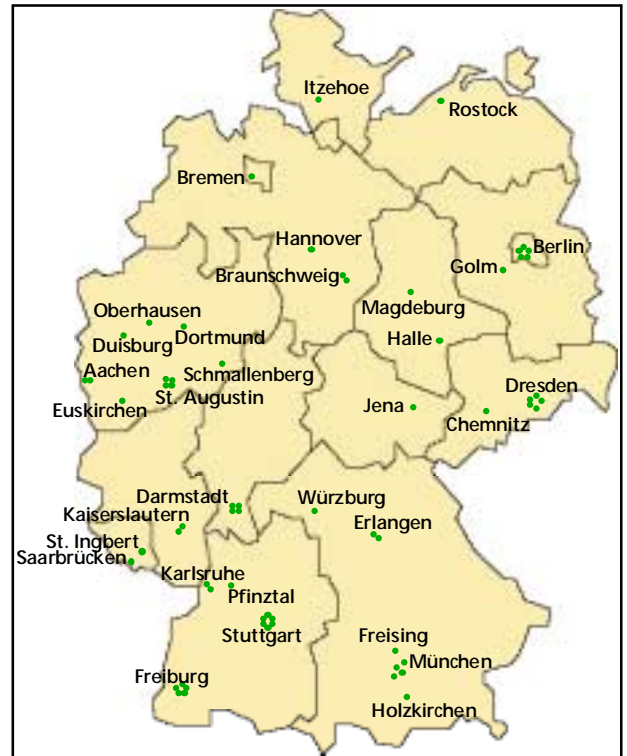 Itzehoe
Rostock
Bremen
Hannover
Berlin
Braunschweig
Golm
Magdeburg
Oberhausen
Duisburg
Dortmund
Halle
Aachen
Schmallenberg
St. Augustin
Euskirchen
Dresden
Jena
Chemnitz
Darmstadt
Würzburg
Kaiserslautern
Erlangen
St. Ingbert
Saarbrücken
Karlsruhe
Pfinztal
Stuttgart
Freising
München
Freiburg
Holzkirchen